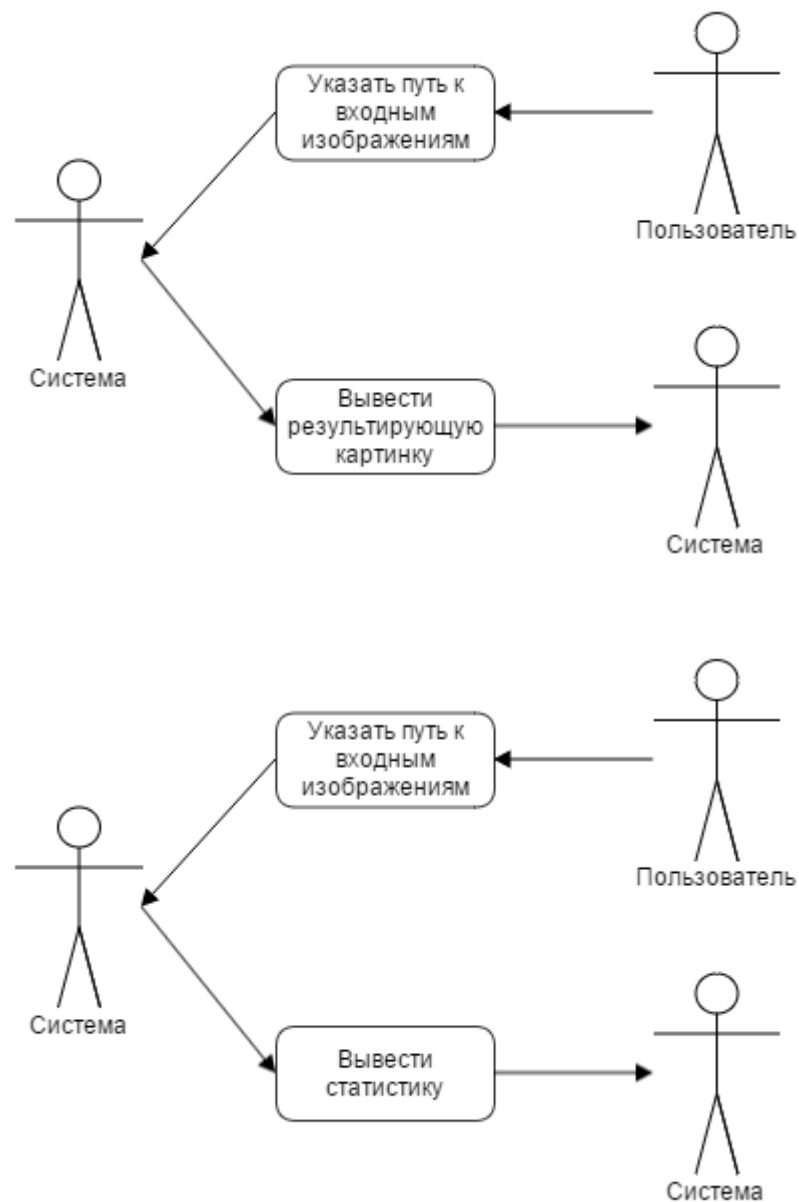 Указать путь к
входным
изображениям
Пользователь
Система
Вывести
результирующую
картинку
Система
Указать путь к
входным
изображениям
Пользователь
Система
Вывести
статистику
Система